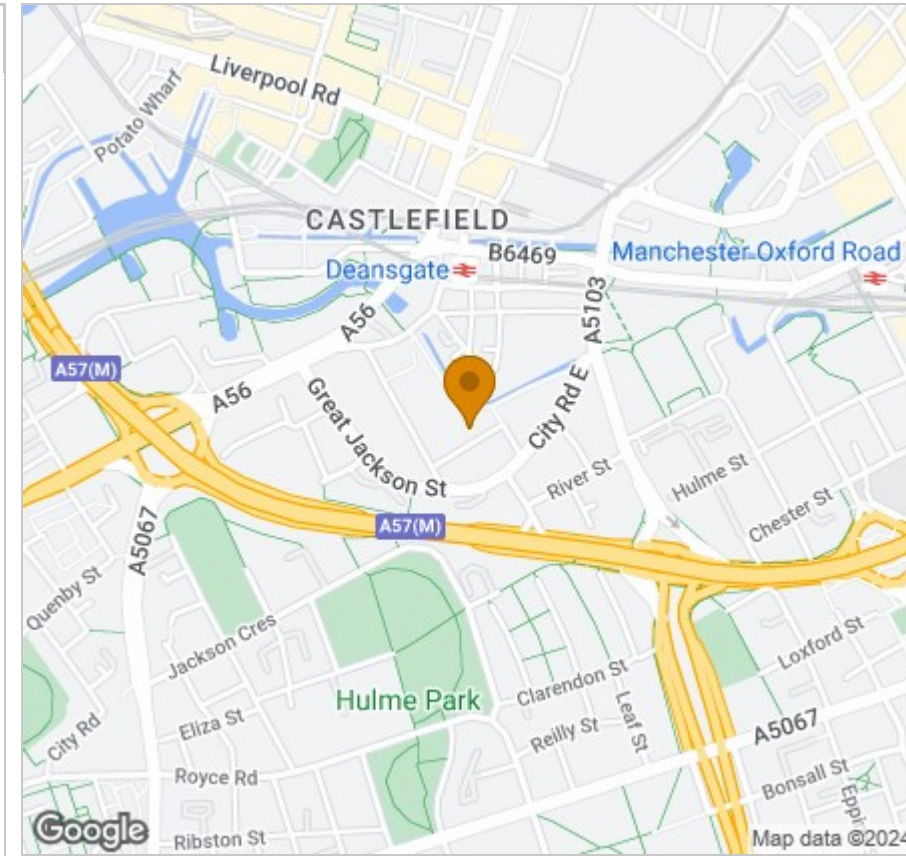 Liverpool Rd
Potato Wharf
CASTLEFIELD
B6469
Manchester Oxford Road
Deansgate
A56
A5103
A57(M)
A56
Great Jackson St
City Rd E
River St
Hulme St
Chester St
A57(M)
A5067
Quenby St
Jackson Cres
Loxford St
Clarendon St
Hulme Park
Leaf St
City Rd
Eliza St
Reilly St
A5067
Royce Rd
Bonsall St
Epping
Google
Ribston St
Map data ©2024